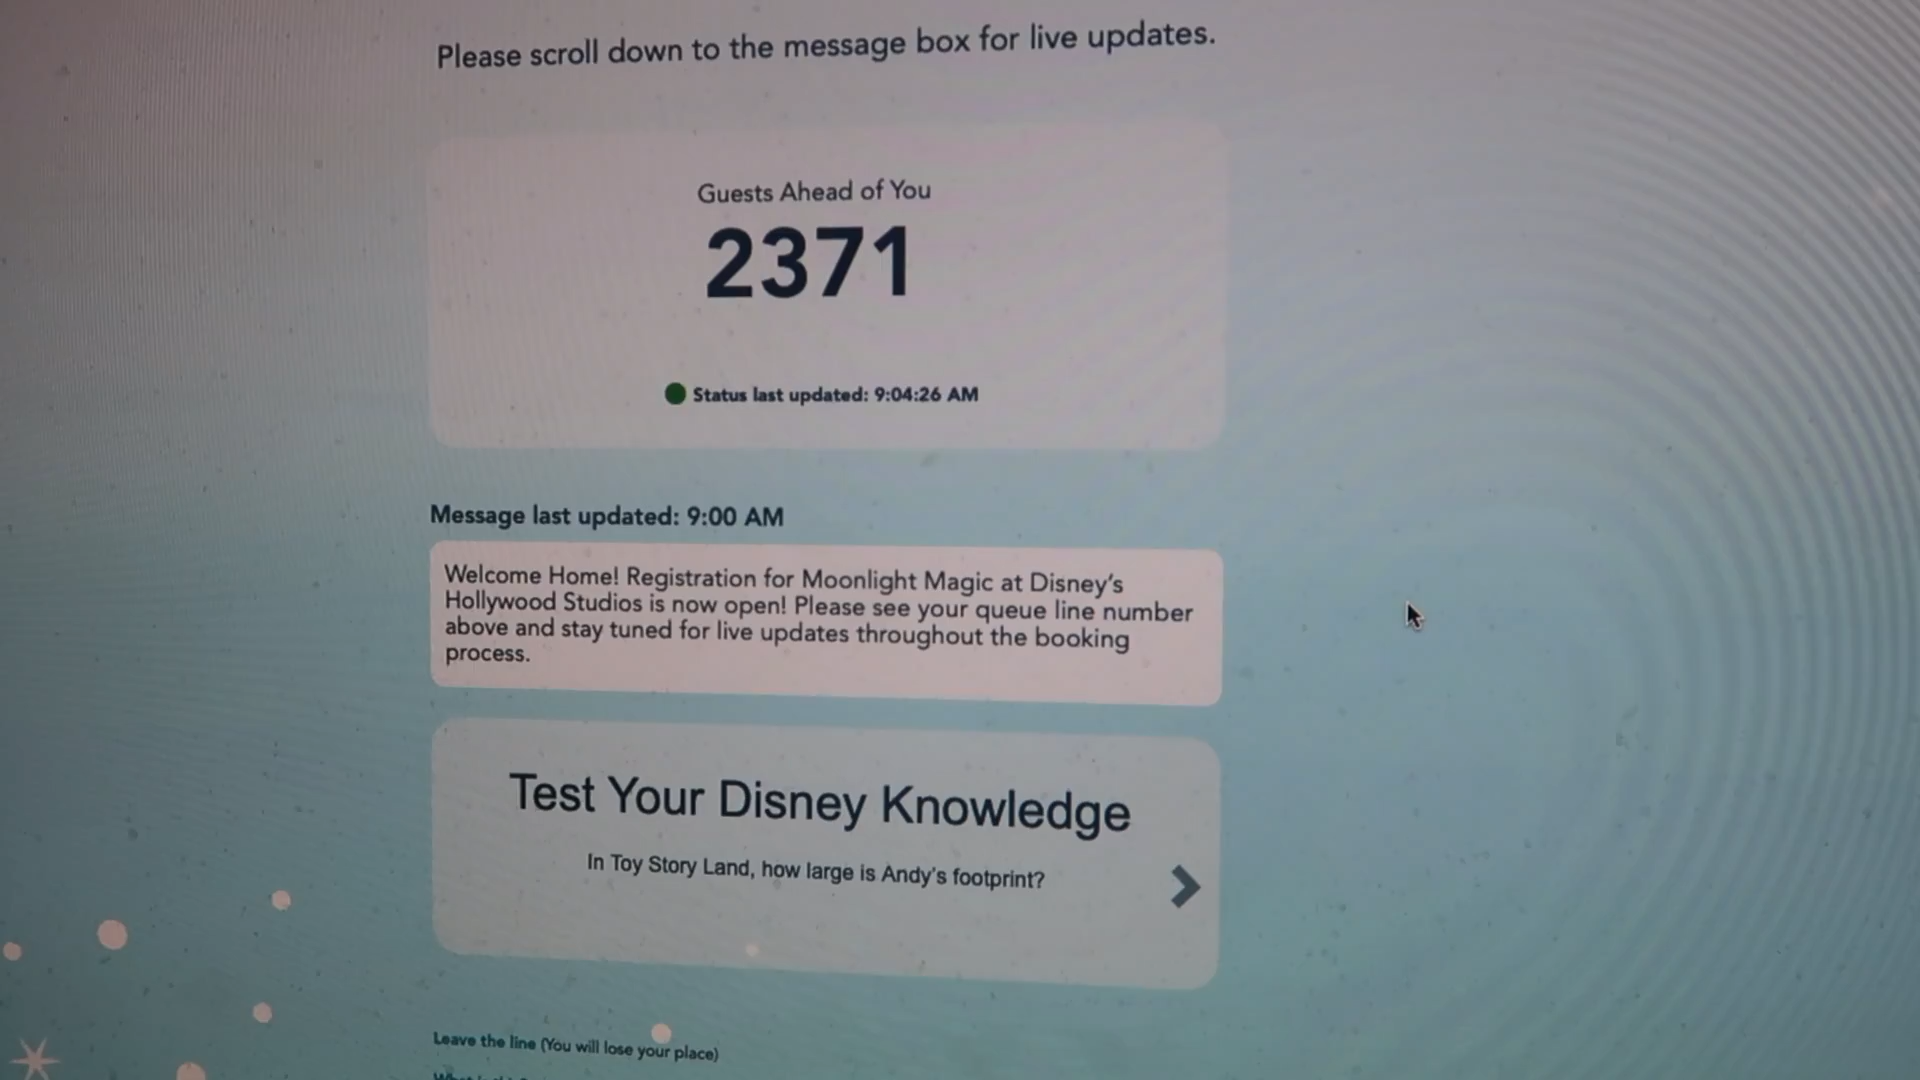 Please scroll down to the message box for live updates.
Guests Ahead of You
2371
Status last updated: 9:04:26 AM
Message last updated: 9:00 AM
Welcome Home! Registration for Moonlight Magic at Disney's
Hollywood Studios is now open! Please see your queue line number
above and stay tuned for live updates throughout the booking
process.
Test Your Disney Knowledge
In Toy Story Land, how large is Andy's footprint?
Leave the line (You will lose your place)